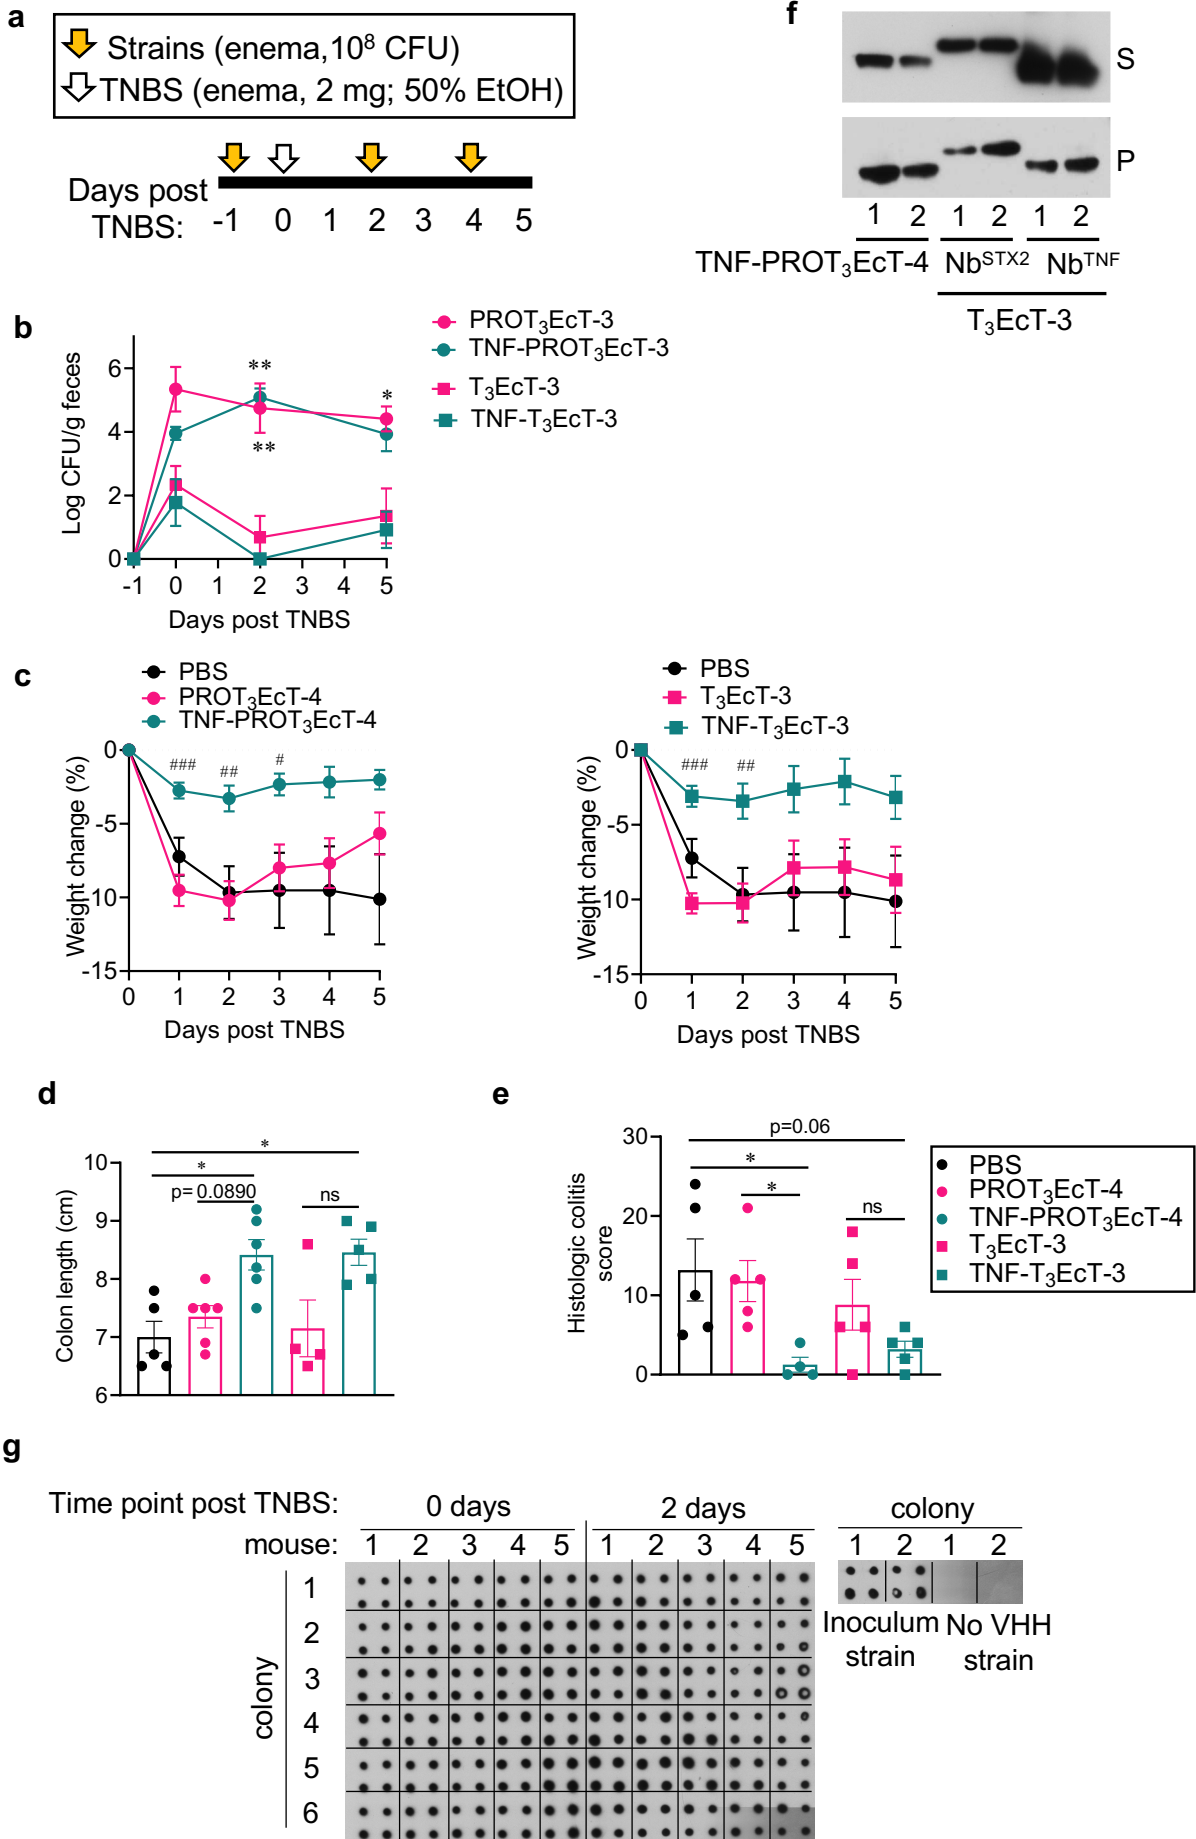 a
Strains (enema,10⁸ CFU)
TNBS (enema, 2 mg; 50% EtOH)
Days post
TNBS:
-1 0 1 2 3 4 5
f
S
P
1 2 1 2 1 2
TNF-PROT₃EcT-4 Nbˢᵀˣ² Nbᵀᴺᶠ
T₃EcT-3
b
PROT₃EcT-3
TNF-PROT₃EcT-3
T₃EcT-3
TNF-T₃EcT-3
Log CFU/g feces
6
4
2
0
**
**
*
-1 0 1 2 3 4 5
Days post TNBS
c
PBS
PROT₃EcT-4
TNF-PROT₃EcT-4
Weight change (%)
0
-5
-10
-15
### ## #
0 1 2 3 4 5
Days post TNBS
PBS
T₃EcT-3
TNF-T₃EcT-3
Weight change (%)
0
-5
-10
-15
### ##
0 1 2 3 4 5
Days post TNBS
d
Colon length (cm)
10
9
8
7
6
*
*
p= 0.0890
ns
e
Histologic colitis
score
30
20
10
0
p=0.06
*
*
ns
PBS
PROT₃EcT-4
TNF-PROT₃EcT-4
T₃EcT-3
TNF-T₃EcT-3
g
Time point post TNBS: 0 days 2 days
mouse: 1 2 3 4 5 1 2 3 4 5
colony
1
2
3
4
5
6
colony
1 2 1 2
Inoculum No VHH
strain strain